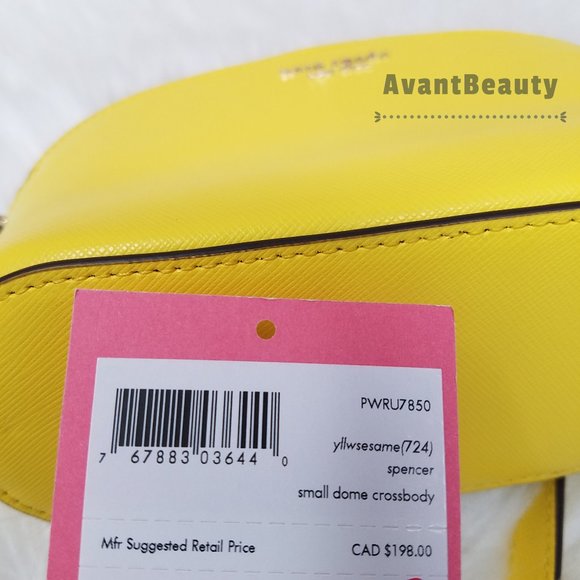 AvantBeauty
PWRU7850
yllwsesame(724)
spencer
small dome crossbody
7 67883 03644 0
Mfr Suggested Retail Price CAD $198.00